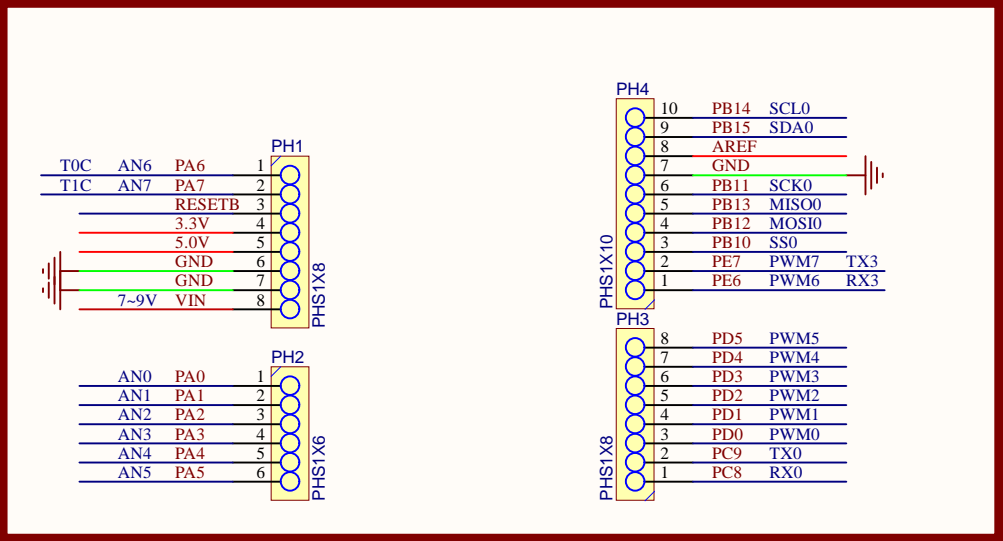 PH1
T0C AN6 PA6 1
T1C AN7 PA7 2
RESETB 3
3.3V 4
5.0V 5
GND 6
GND 7
7~9V VIN 8
PHS1X8
PH2
AN0 PA0 1
AN1 PA1 2
AN2 PA2 3
AN3 PA3 4
AN4 PA4 5
AN5 PA5 6
PHS1X6
PH4
10 PB14 SCL0
9 PB15 SDA0
8 AREF
7 GND
6 PB11 SCK0
5 PB13 MISO0
4 PB12 MOSI0
3 PB10 SS0
2 PE7 PWM7 TX3
1 PE6 PWM6 RX3
PHS1X10
PH3
8 PD5 PWM5
7 PD4 PWM4
6 PD3 PWM3
5 PD2 PWM2
4 PD1 PWM1
3 PD0 PWM0
2 PC9 TX0
1 PC8 RX0
PHS1X8